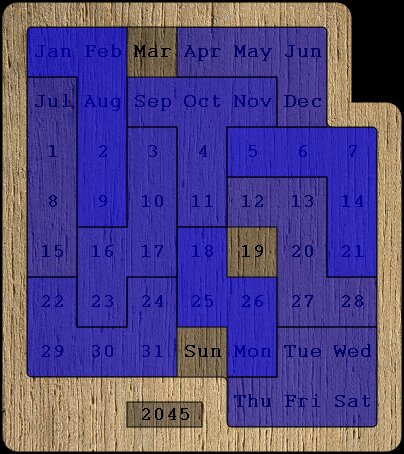 Jan Feb Mar Apr May Jun
Jul Aug Sep Oct Nov Dec
1 2 3 4 5 6 7
8 9 10 11 12 13 14
15 16 17 18 19 20 21
22 23 24 25 26 27 28
29 30 31 Sun Mon Tue Wed
Thu Fri Sat
2045